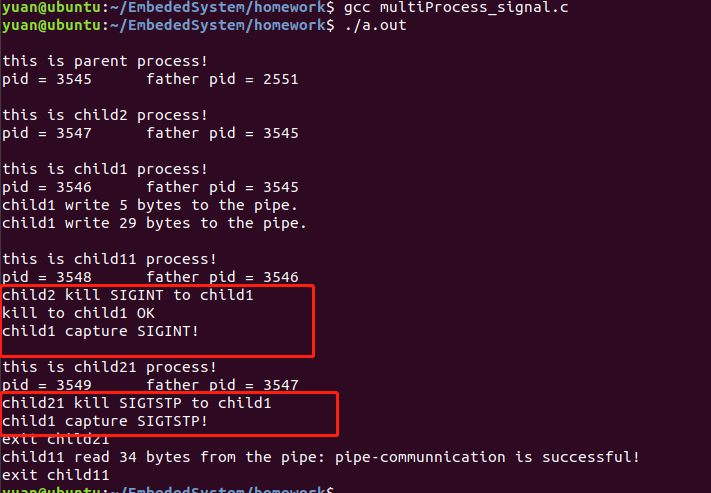 yuan@ubuntu:~/EmbededSystem/homework$ gcc multiProcess_signal.c
yuan@ubuntu:~/EmbededSystem/homework$ ./a.out
this is parent process!
pid = 3545      father pid = 2551
this is child2 process!
pid = 3547      father pid = 3545
this is child1 process!
pid = 3546      father pid = 3545
child1 write 5 bytes to the pipe.
child1 write 29 bytes to the pipe.
this is child11 process!
pid = 3548      father pid = 3546
child2 kill SIGINT to child1
kill to child1 OK
child1 capture SIGINT!
this is child21 process!
pid = 3549      father pid = 3547
child21 kill SIGTSTP to child1
child1 capture SIGTSTP!
exit child21
child11 read 34 bytes from the pipe: pipe-communnication is successful!
exit child11
yuan@ubuntu:~/EmbededSystem/homework$